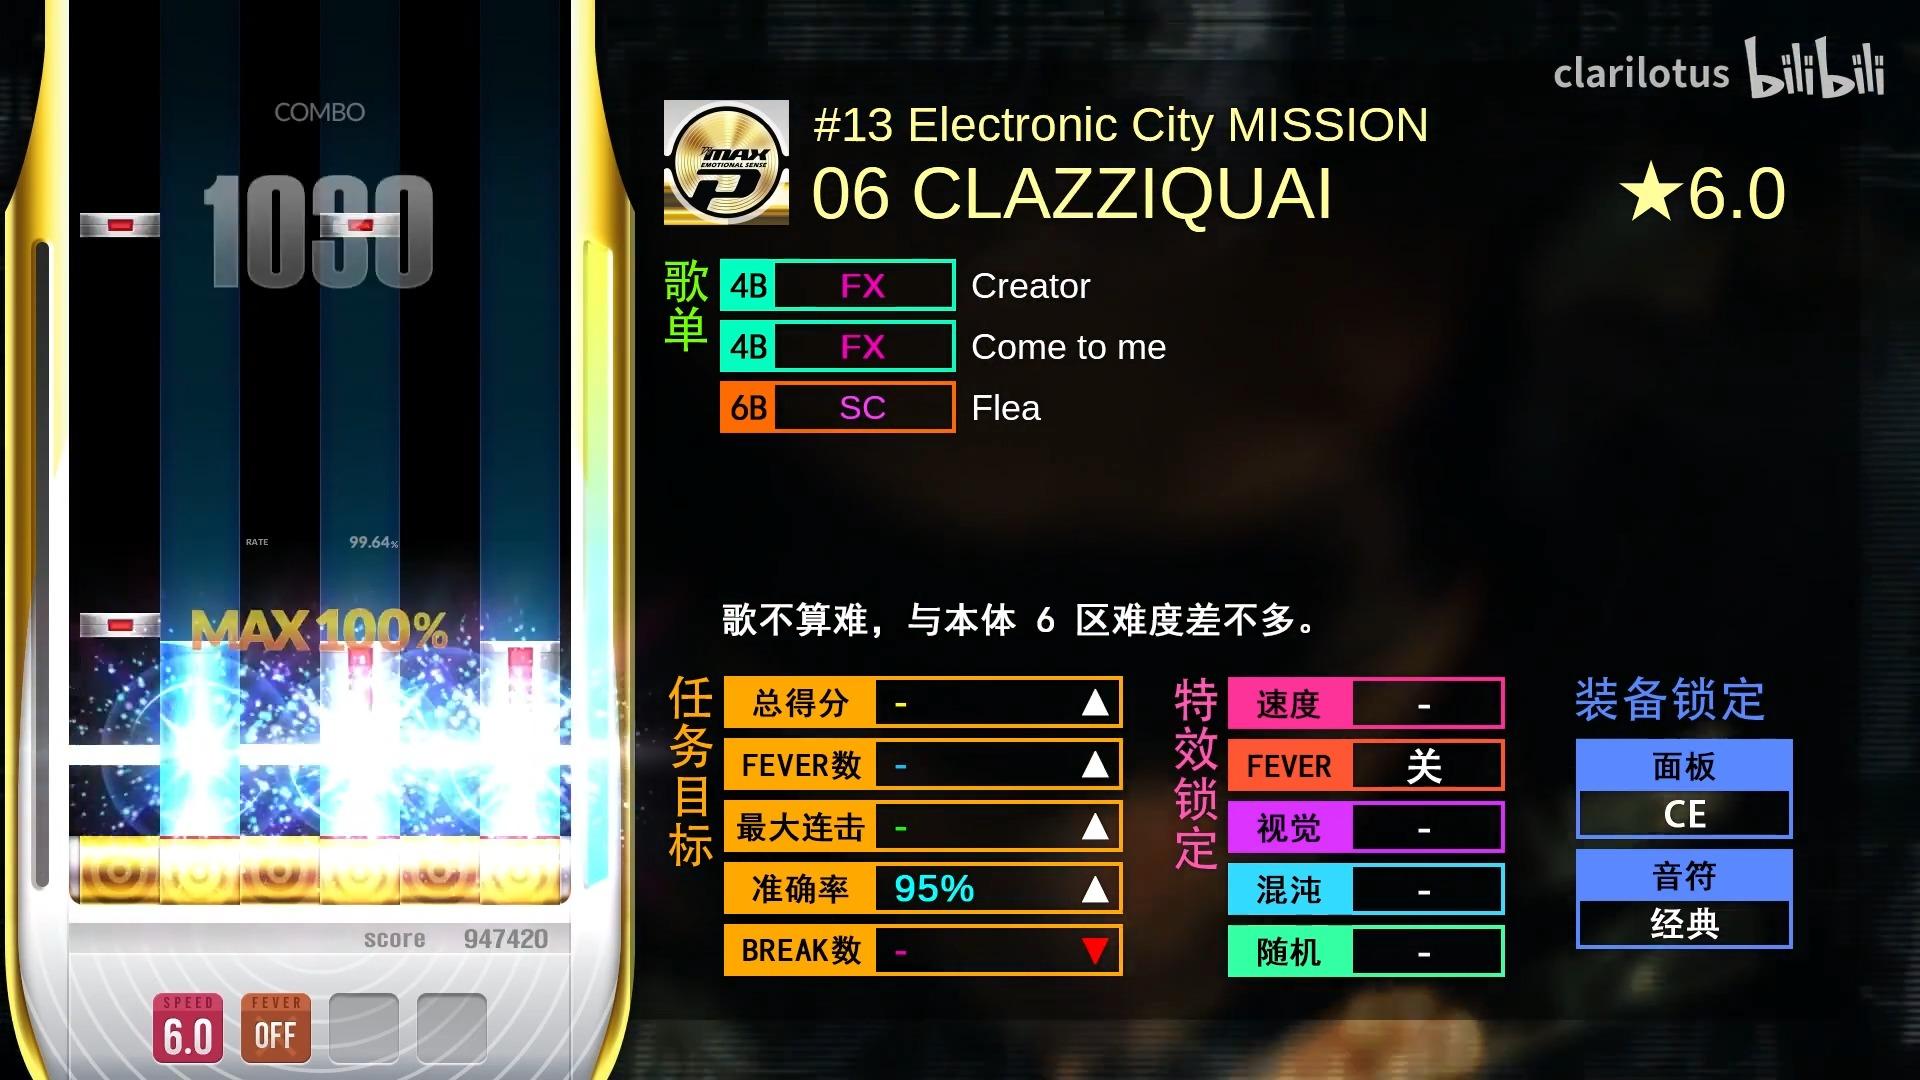 clarilotus bilibili
COMBO
1030
RATE 99.64%
MAX 100%
score 947420
SPEED
6.0
FEVER
OFF
MAX
EMOTIONAL SENSE
P
#13 Electronic City MISSION
06 CLAZZIQUAI
★6.0
歌单
4B FX Creator
4B FX Come to me
6B SC Flea
歌不算难，与本体 6 区难度差不多。
任务目标
总得分 - ▲
FEVER数 - ▲
最大连击 - ▲
准确率 95% ▲
BREAK数 - ▼
特效锁定
速度 -
FEVER 关
视觉 -
混沌 -
随机 -
装备锁定
面板
CE
音符
经典